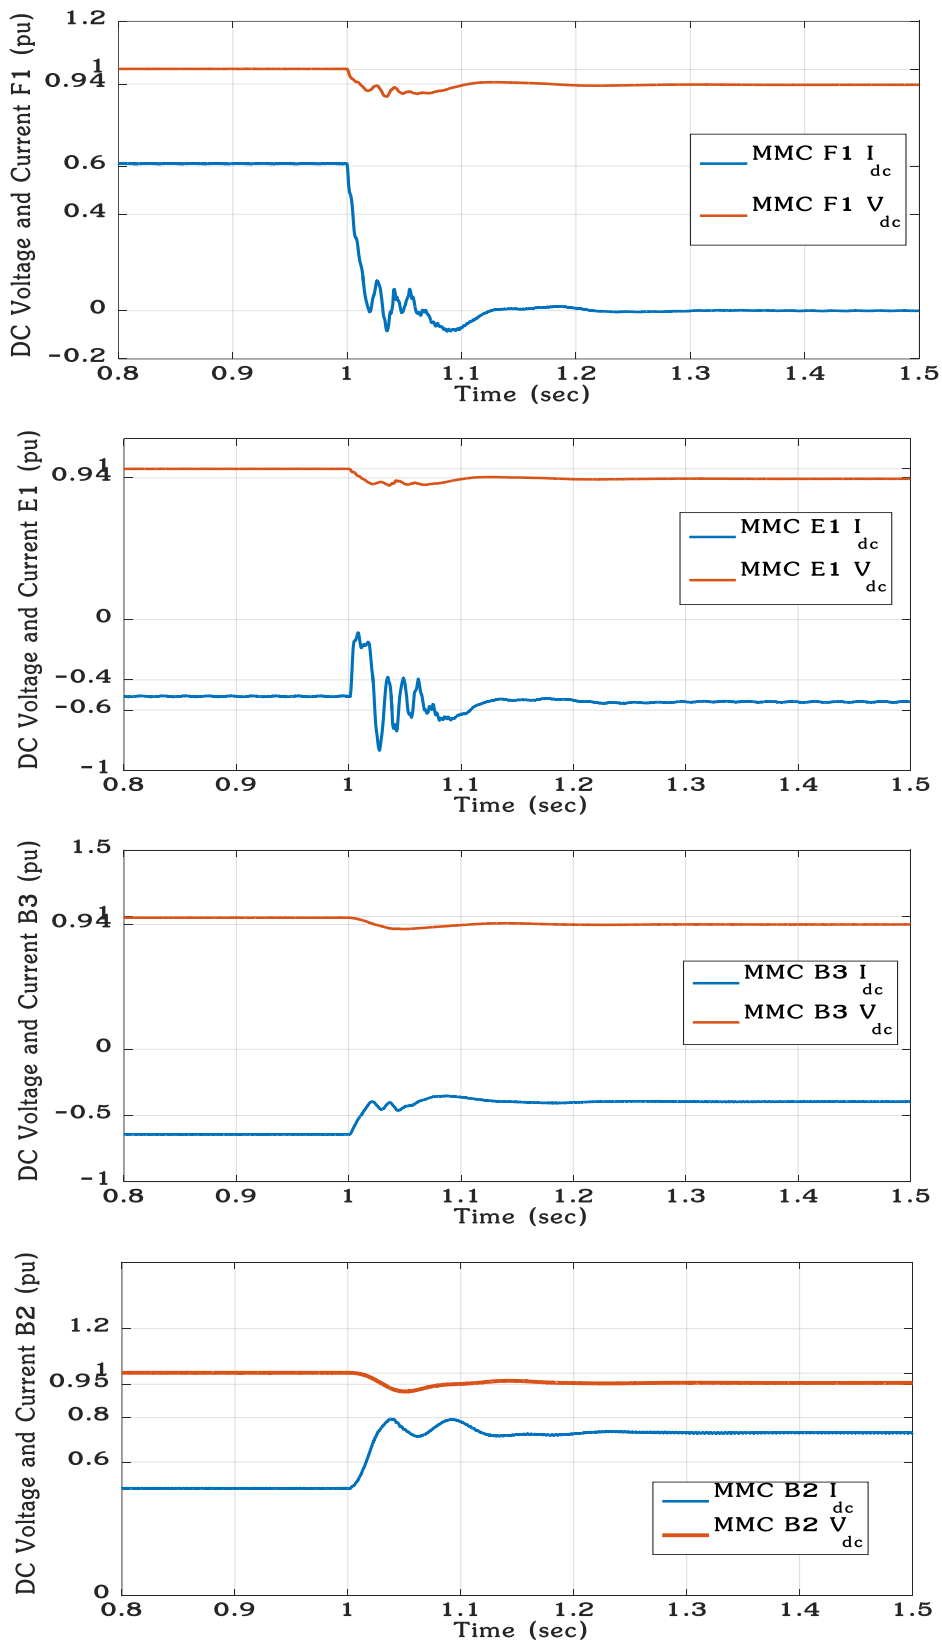 DC Voltage and Current F1 (pu)
1.2
1
0.94
0.6
0.4
0
-0.2
MMC F1 I dc
MMC F1 V dc
0.8 0.9 1 1.1 1.2 1.3 1.4 1.5
Time (sec)
DC Voltage and Current E1 (pu)
1
0.94
0
-0.4
-0.6
-1
MMC E1 I dc
MMC E1 V dc
0.8 0.9 1 1.1 1.2 1.3 1.4 1.5
Time (sec)
DC Voltage and Current B3 (pu)
1.5
1
0.94
0
-0.5
-1
MMC B3 I dc
MMC B3 V dc
0.8 0.9 1 1.1 1.2 1.3 1.4 1.5
Time (sec)
DC Voltage and Current B2 (pu)
1.2
1
0.95
0.8
0.6
0
MMC B2 I dc
MMC B2 V dc
0.8 0.9 1 1.1 1.2 1.3 1.4 1.5
Time (sec)